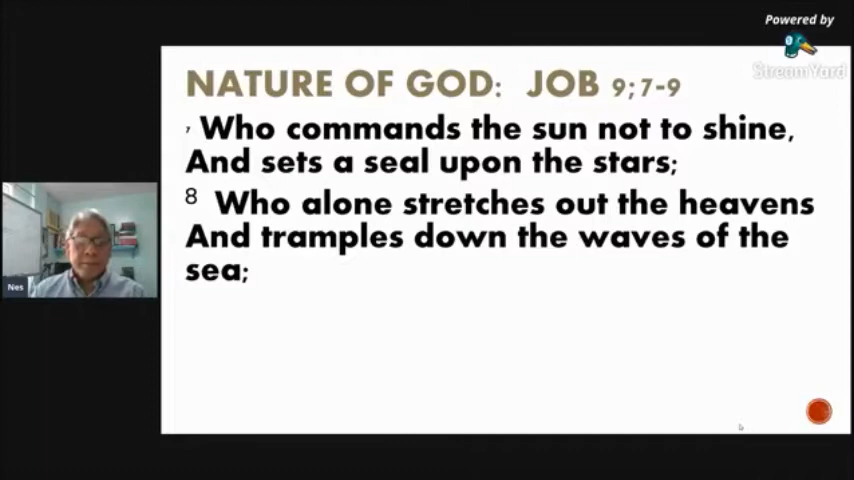 Powered by
StreamYard
NATURE OF GOD: JOB 9;7-9
7 Who commands the sun not to shine,
And sets a seal upon the stars;
8 Who alone stretches out the heavens
And tramples down the waves of the
sea;
Nes